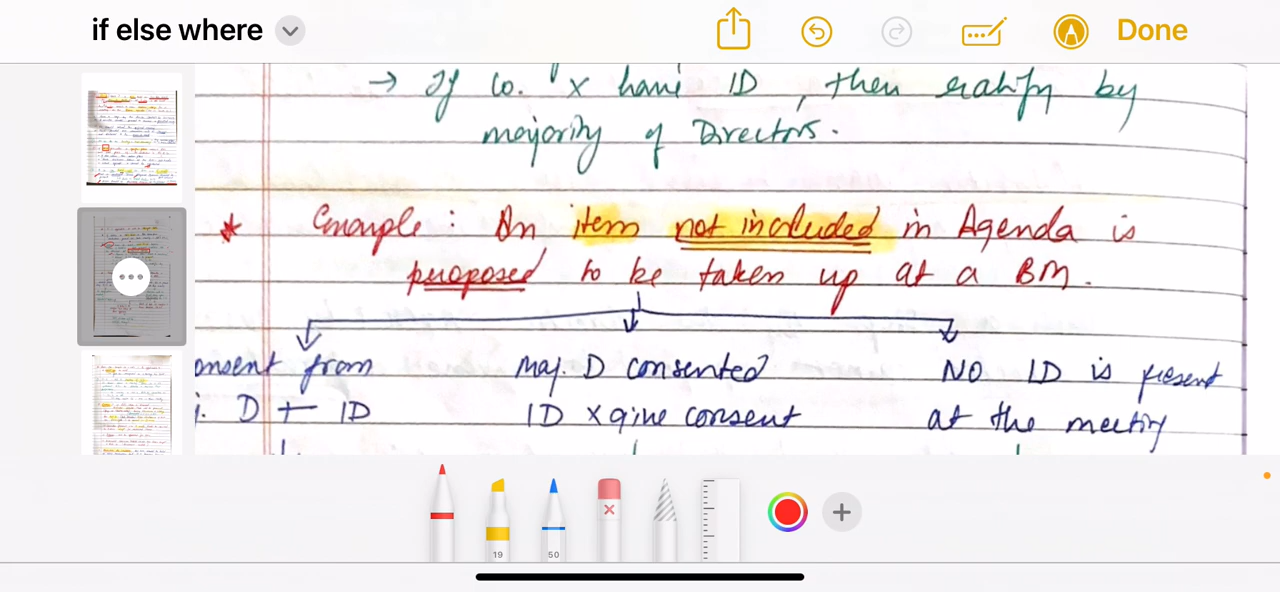 if else where
Done
→ If co. x have ID, then ratify by
majority of Directors.
* Example: An item not included in Agenda is
proposed to be taken up at a BM.
onsent from
Maj. D consented
NO ID is present
j. D + ID
ID x give consent
at the meeting
19
50